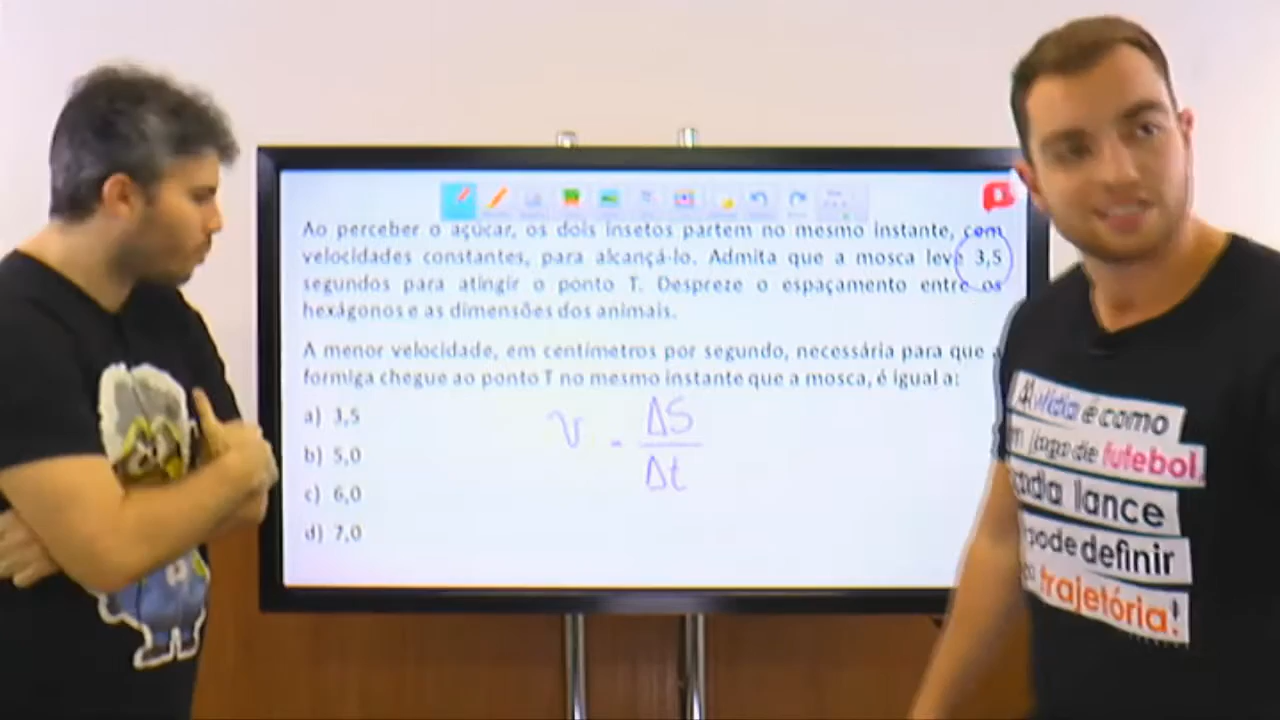 Ao perceber o açúcar, os dois insetos partem no mesmo instante, com
velocidades constantes, para alcançá-lo. Admita que a mosca leve 3,5
segundos para atingir o ponto T. Despreze o espaçamento entre os
hexágonos e as dimensões dos animais.
A menor velocidade, em centímetros por segundo, necessária para que a
formiga chegue ao ponto T no mesmo instante que a mosca, é igual a:
a) 3,5
b) 5,0
c) 6,0
d) 7,0
v = ΔS
Δt
A vida é como
um jogo de futebol,
cada lance
pode definir
trajetória!